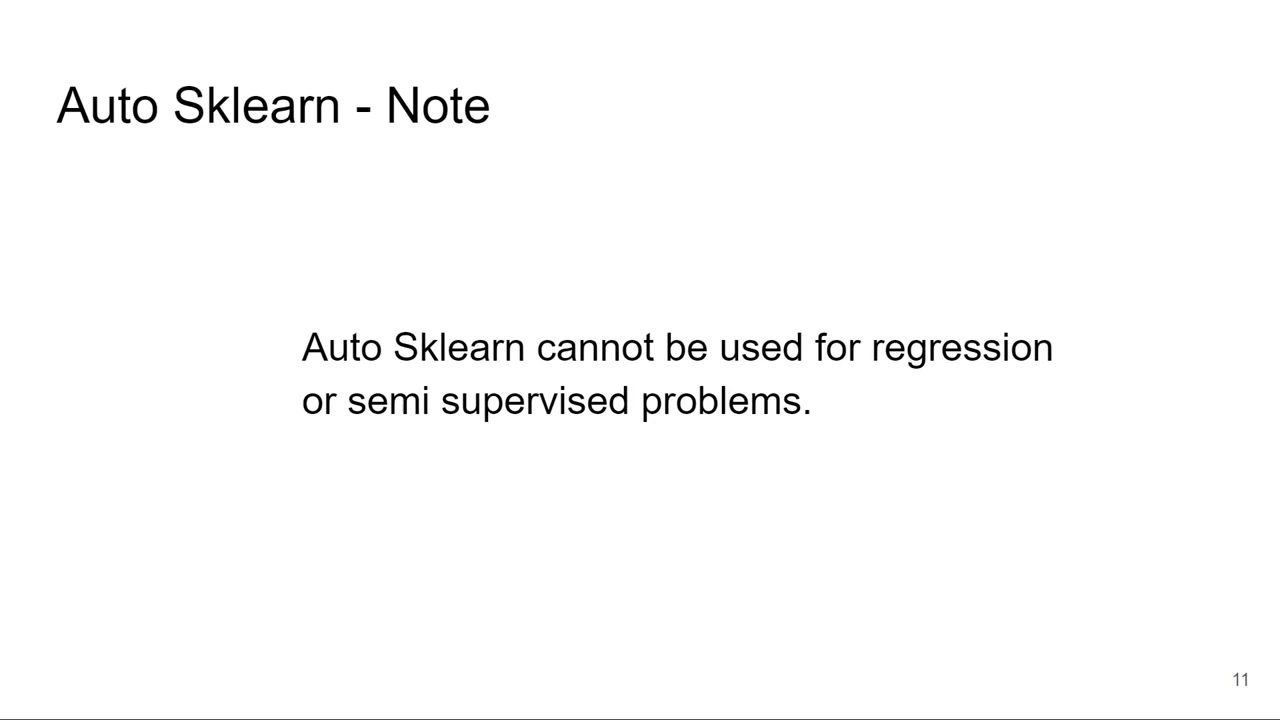 Auto Sklearn - Note
Auto Sklearn cannot be used for regression
or semi supervised problems.
11